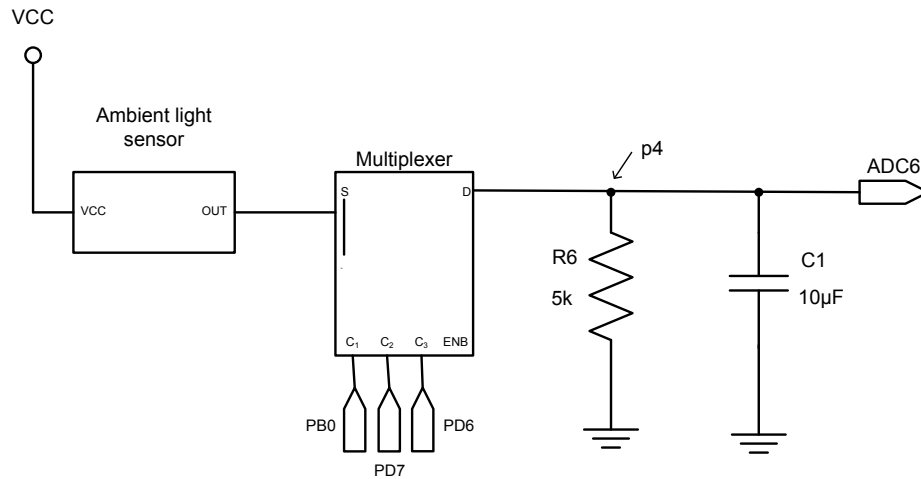 VCC
Ambient light
sensor
VCC
OUT
Multiplexer
S
D
C₁
C₂
C₃
ENB
PB0
PD7
PD6
p4
R6
5k
C1
10µF
ADC6